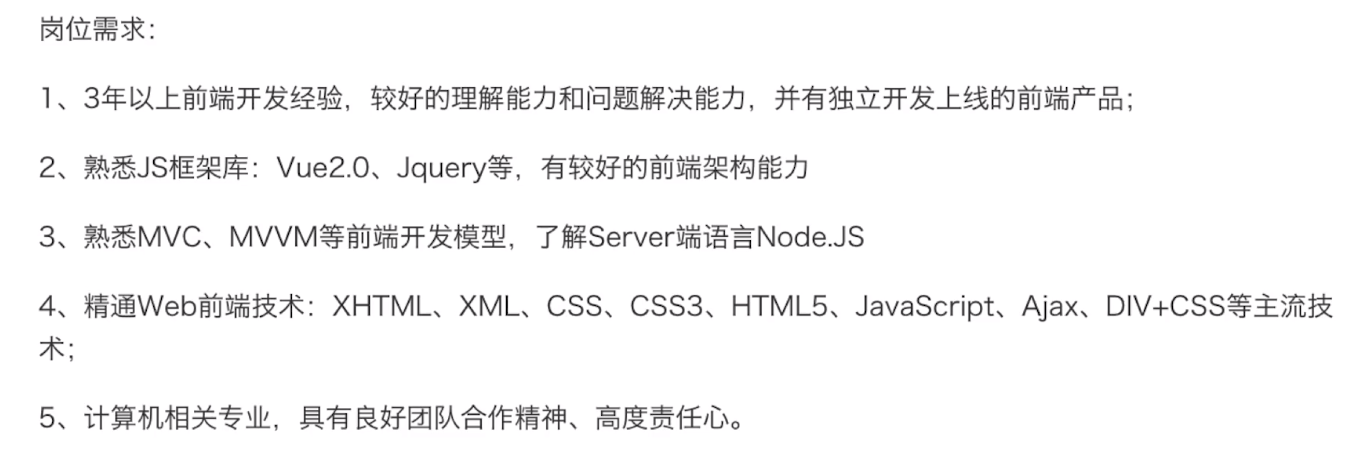 岗位需求：
1、3年以上前端开发经验，较好的理解能力和问题解决能力，并有独立开发上线的前端产品；
2、熟悉JS框架库：Vue2.0、Jquery等，有较好的前端架构能力
3、熟悉MVC、MVVM等前端开发模型，了解Server端语言Node.JS
4、精通Web前端技术：XHTML、XML、CSS、CSS3、HTML5、JavaScript、Ajax、DIV+CSS等主流技
术；
5、计算机相关专业，具有良好团队合作精神、高度责任心。